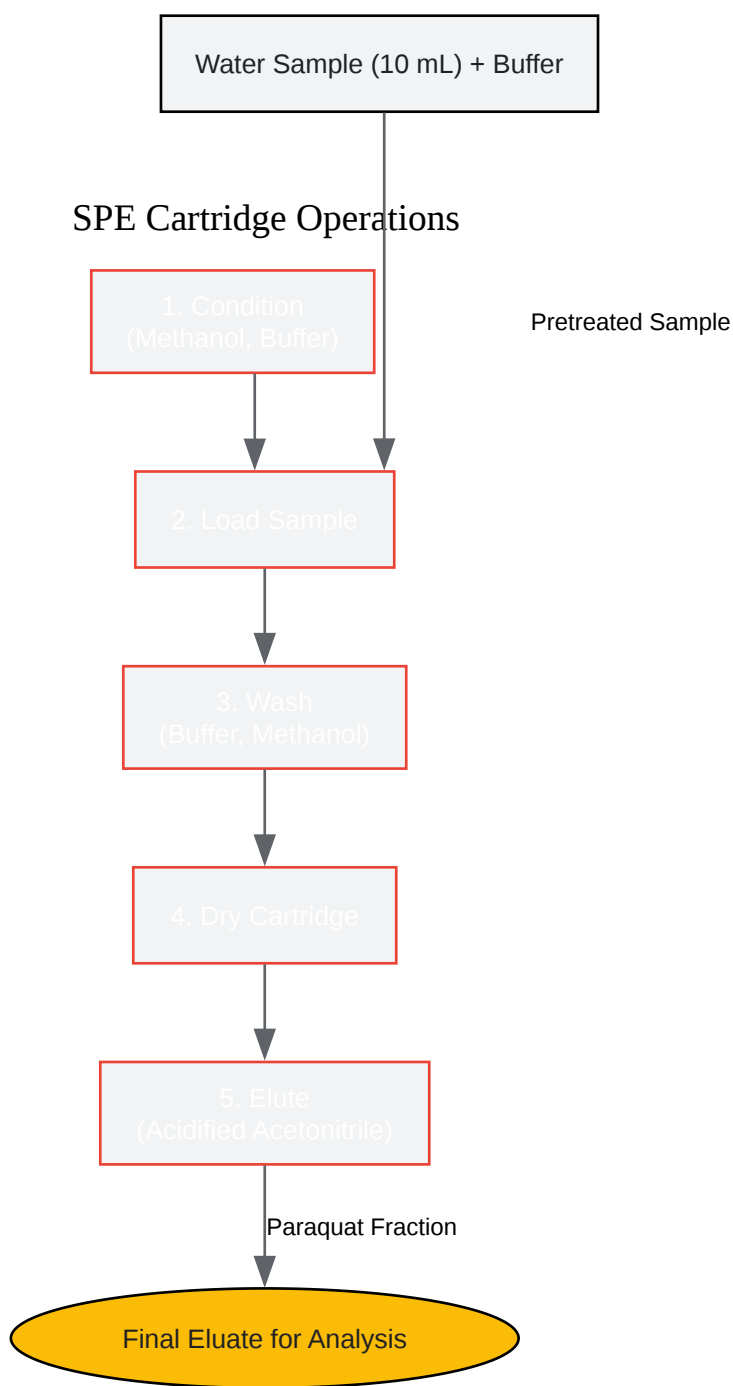 Water Sample (10 mL) + Buffer
SPE Cartridge Operations
1. Condition
(Methanol, Buffer)
Pretreated Sample
2. Load Sample
3. Wash
(Buffer, Methanol)
4. Dry Cartridge
5. Elute
(Acidified Acetonitrile)
Paraquat Fraction
Final Eluate for Analysis